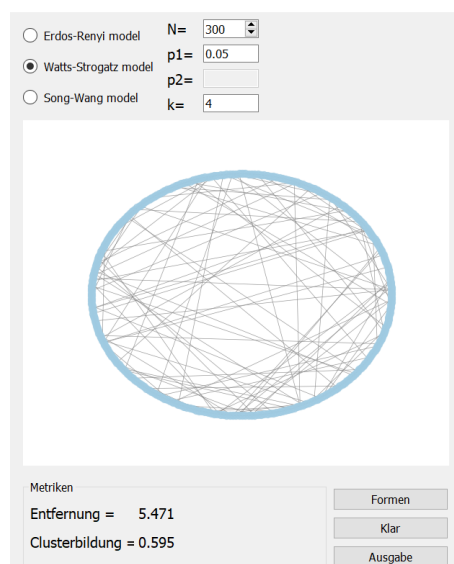 Erdos-Renyi model
N= 300
Watts-Strogatz model
p1= 0.05
p2=
Song-Wang model
k= 4
Metriken
Entfernung = 5.471
Clusterbildung = 0.595
Formen
Klar
Ausgabe